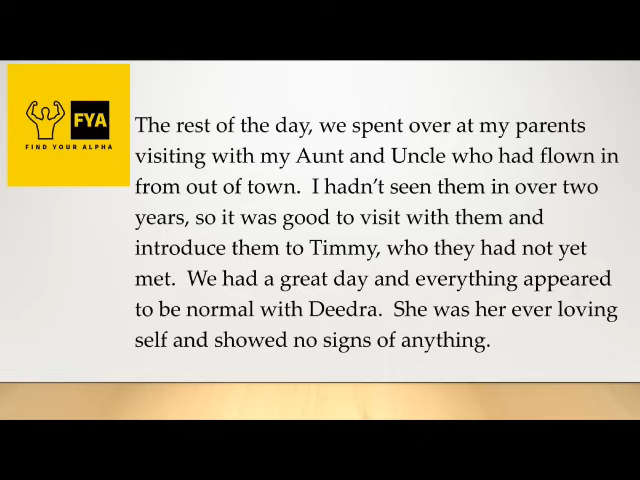 FYA
FIND YOUR ALPHA
The rest of the day, we spent over at my parents
visiting with my Aunt and Uncle who had flown in
from out of town.  I hadn’t seen them in over two
years, so it was good to visit with them and
introduce them to Timmy, who they had not yet
met.  We had a great day and everything appeared
to be normal with Deedra.  She was her ever loving
self and showed no signs of anything.